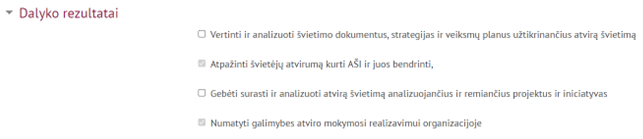 Dalyko rezultatai
Vertinti ir analizuoti švietimo dokumentus, strategijas ir veiksmų planus užtikrinančius atvirą švietimą
Atpažinti švietėjų atvirumą kurti AŠI ir juos bendrinti,
Gebėti surasti ir analizuoti atvirą švietimą analizuojančius ir remiančius projektus ir iniciatyvas
Numatyti galimybes atviro mokymosi realizavimui organizacijoje